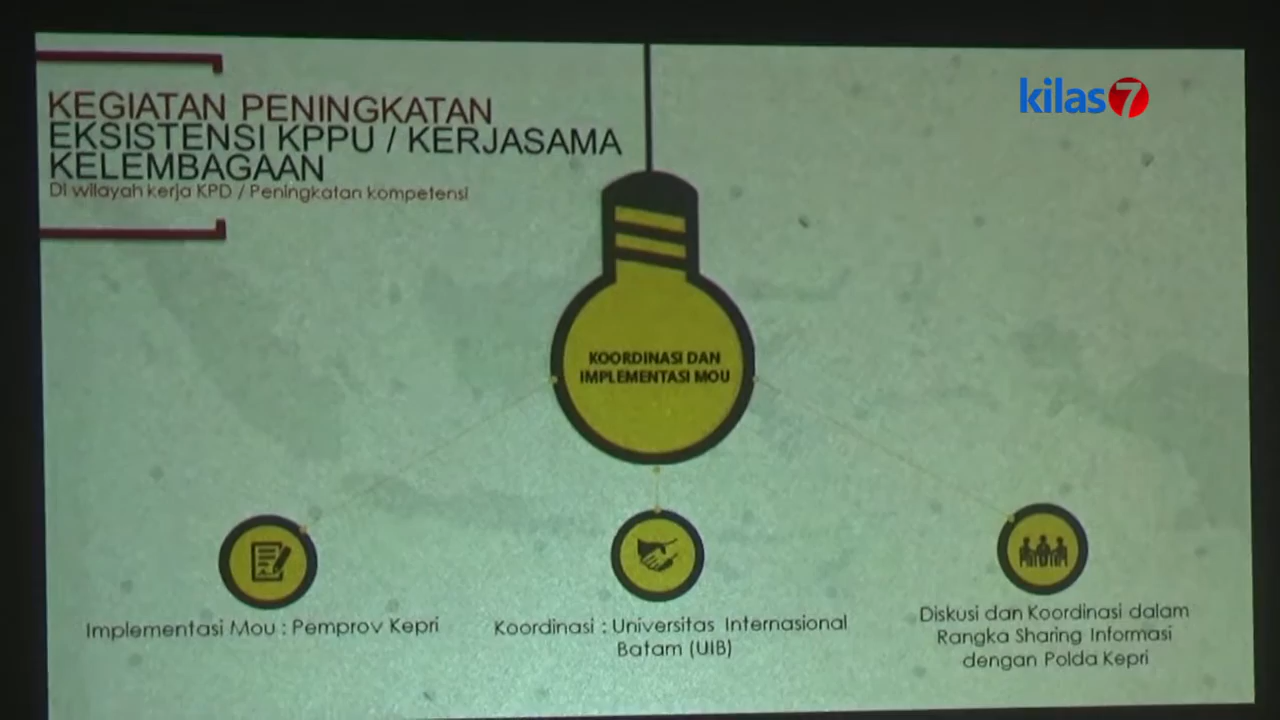 kilas7
KEGIATAN PENINGKATAN
EKSISTENSI KPPU / KERJASAMA
KELEMBAGAAN
Di wilayah kerja KPD / Peningkatan kompetensi
KOORDINASI DAN
IMPLEMENTASI MOU
Implementasi Mou : Pemprov Kepri
Koordinasi : Universitas Internasional
Batam (UIB)
Diskusi dan Koordinasi dalam
Rangka Sharing Informasi
dengan Polda Kepri